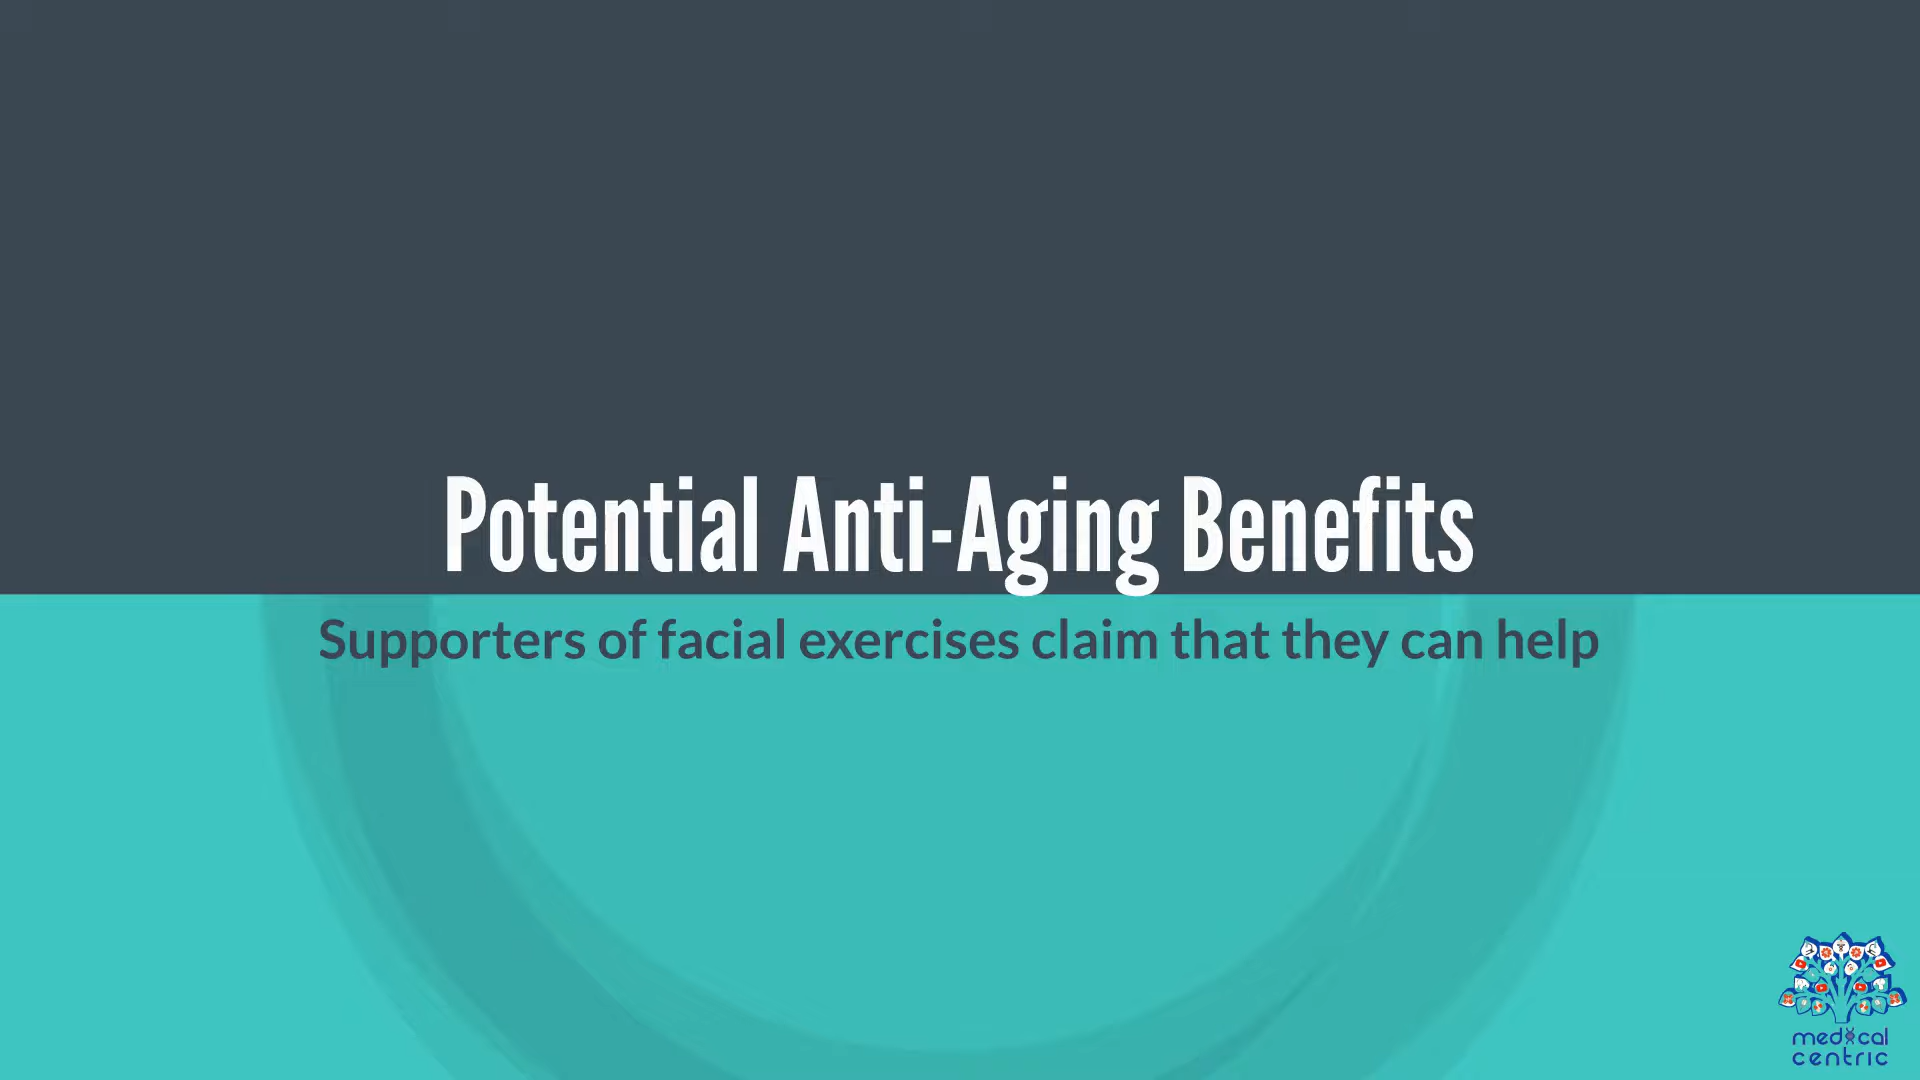 Potential Anti-Aging Benefits
Supporters of facial exercises claim that they can help
medical
centric